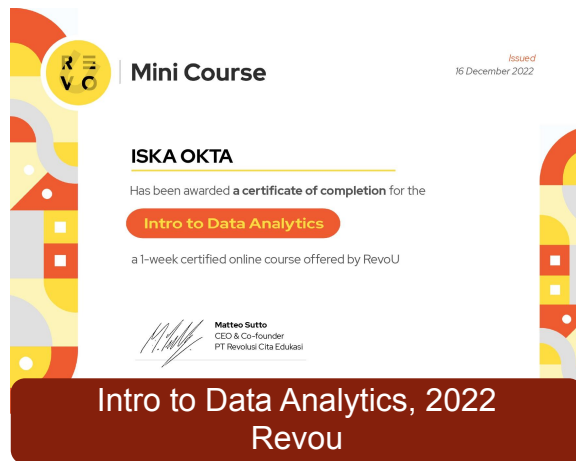 RE
VO
Mini Course
Issued
16 December 2022
ISKA OKTA
Has been awarded a certificate of completion for the
Intro to Data Analytics
a 1-week certified online course offered by RevoU
Matteo Sutto
CEO & Co-founder
PT Revolusi Cita Edukasi
Intro to Data Analytics, 2022
Revou